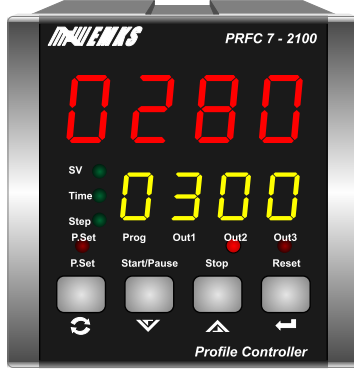 PRFC 7 - 2100
0280
SV
0300
Time
Step
P.Set Prog Out1 Out2 Out3
P.Set Start/Pause Stop Reset
Profile Controller